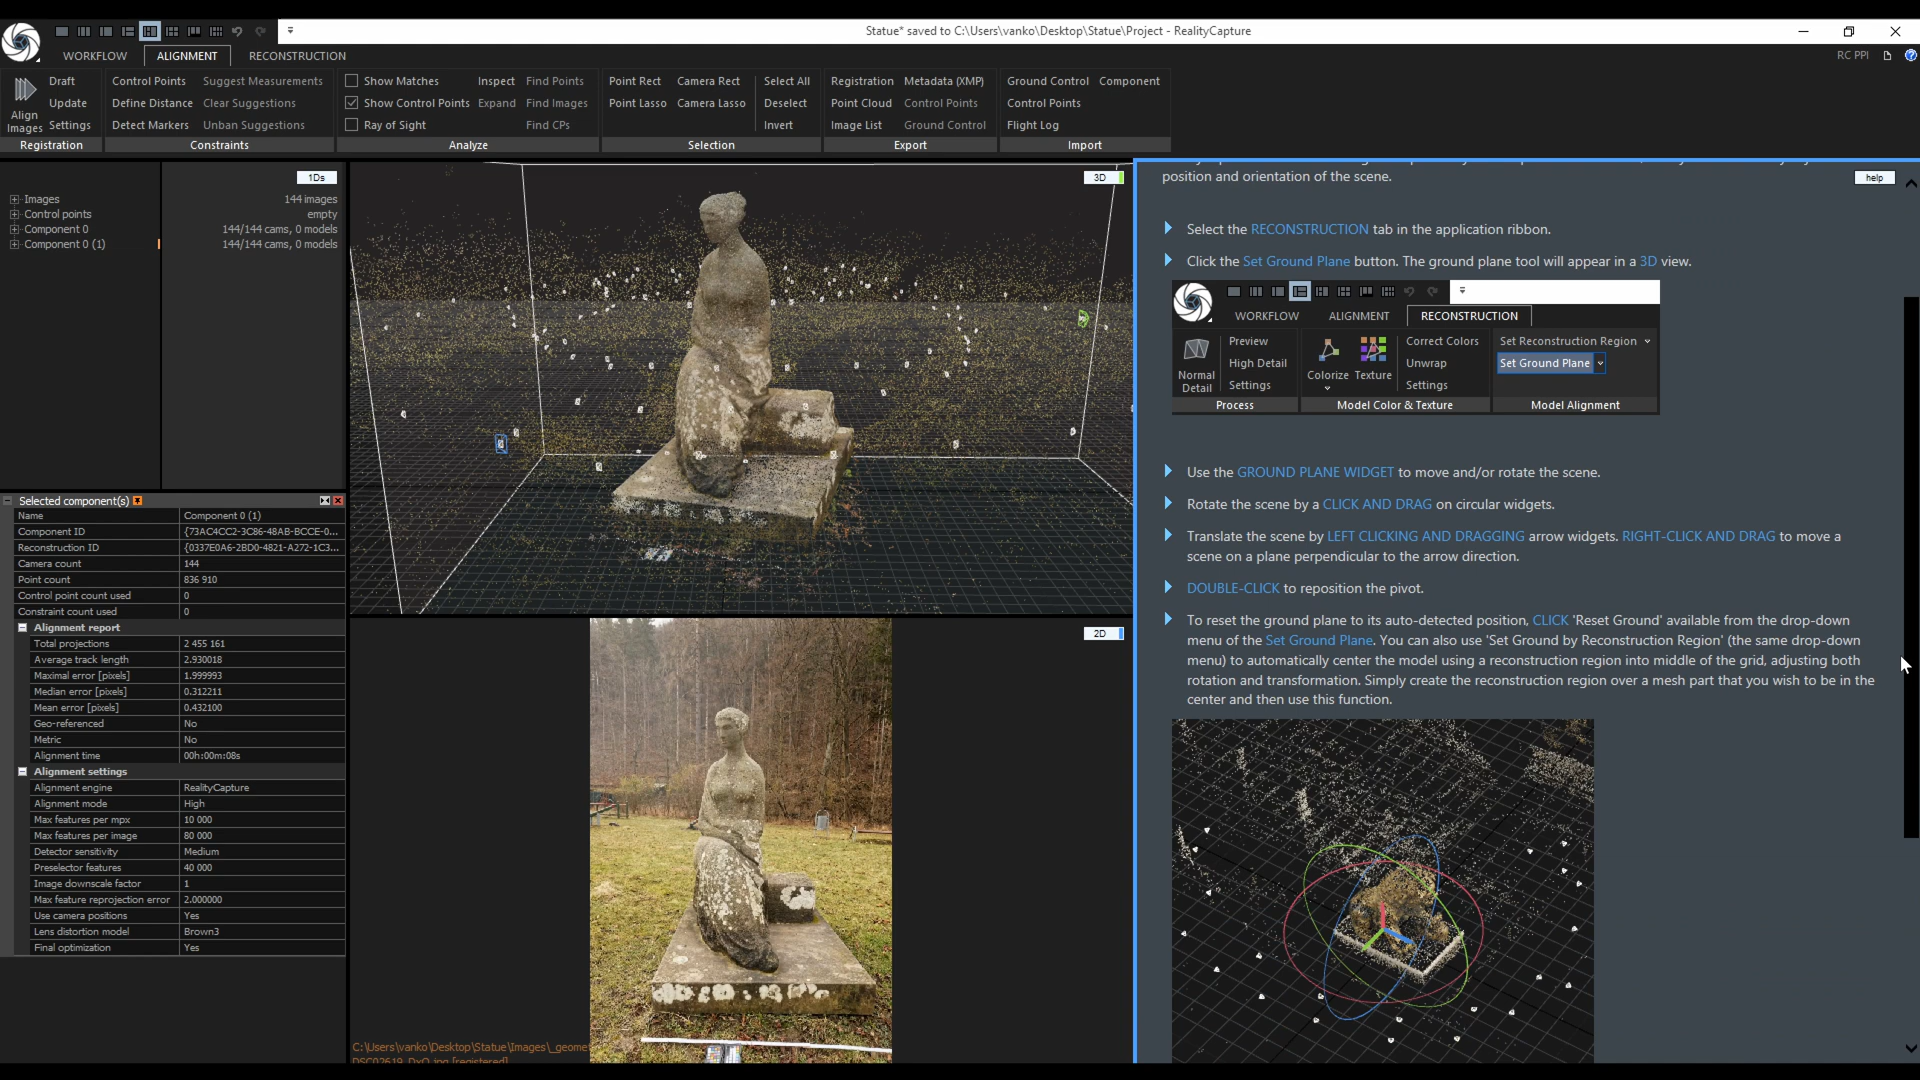 Statue* saved to C:\Users\vanko\Desktop\Statue\Project - RealityCapture
WORKFLOW ALIGNMENT RECONSTRUCTION
RC PPI
Align Images
Draft
Update
Settings
Registration
Control Points Suggest Measurements
Define Distance Clear Suggestions
Detect Markers Unban Suggestions
Constraints
Show Matches Inspect Find Points
Show Control Points Expand Find Images
Ray of Sight Find CPs
Analyze
Point Rect Camera Rect Select All
Point Lasso Camera Lasso Deselect
Invert
Selection
Registration Metadata (XMP)
Point Cloud Control Points
Image List Ground Control
Export
Ground Control Component
Control Points
Flight Log
Import
1Ds
Images 144 images
Control points empty
Component 0 144/144 cams, 0 models
Component 0 (1) 144/144 cams, 0 models
Selected component(s)
Name Component 0 (1)
Component ID {73AC4CC2-3C86-48AB-BCCE-0...
Reconstruction ID {0337E0A6-2BD0-4821-A272-1C3...
Camera count 144
Point count 836 910
Control point count used 0
Constraint count used 0
Alignment report
Total projections 2 455 161
Average track length 2.930018
Maximal error [pixels] 1.999993
Median error [pixels] 0.312211
Mean error [pixels] 0.432100
Geo-referenced No
Metric No
Alignment time 00h:00m:08s
Alignment settings
Alignment engine RealityCapture
Alignment mode High
Max features per mpx 10 000
Max features per image 80 000
Detector sensitivity Medium
Preselector features 40 000
Image downscale factor 1
Max feature reprojection error 2.000000
Use camera positions Yes
Lens distortion model Brown3
Final optimization Yes
3D
2D
C:\Users\vanko\Desktop\Statue\Images\_geome
help
position and orientation of the scene.
Select the RECONSTRUCTION tab in the application ribbon.
Click the Set Ground Plane button. The ground plane tool will appear in a 3D view.
WORKFLOW ALIGNMENT RECONSTRUCTION
Normal Detail
Preview
High Detail
Settings
Process
Colorize Texture
Correct Colors
Unwrap
Settings
Model Color & Texture
Set Reconstruction Region
Set Ground Plane
Model Alignment
Use the GROUND PLANE WIDGET to move and/or rotate the scene.
Rotate the scene by a CLICK AND DRAG on circular widgets.
Translate the scene by LEFT CLICKING AND DRAGGING arrow widgets. RIGHT-CLICK AND DRAG to move a
scene on a plane perpendicular to the arrow direction.
DOUBLE-CLICK to reposition the pivot.
To reset the ground plane to its auto-detected position, CLICK 'Reset Ground' available from the drop-down
menu of the Set Ground Plane. You can also use 'Set Ground by Reconstruction Region' (the same drop-down
menu) to automatically center the model using a reconstruction region into middle of the grid, adjusting both
rotation and transformation. Simply create the reconstruction region over a mesh part that you wish to be in the
center and then use this function.